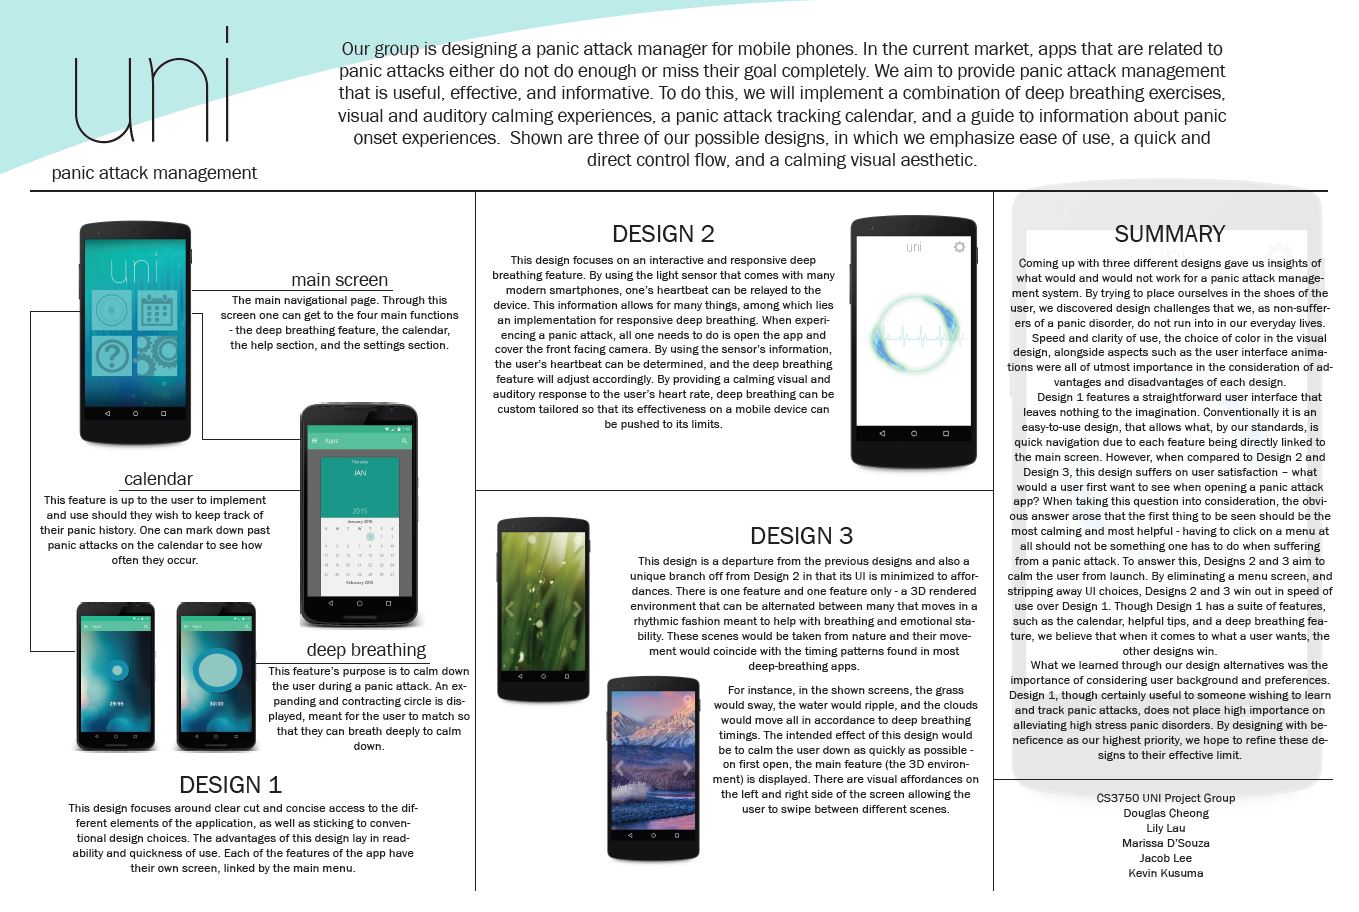 uni
panic attack management
Our group is designing a panic attack manager for mobile phones. In the current market, apps that are related to
panic attacks either do not do enough or miss their goal completely. We aim to provide panic attack management
that is useful, effective, and informative. To do this, we will implement a combination of deep breathing exercises,
visual and auditory calming experiences, a panic attack tracking calendar, and a guide to information about panic
onset experiences.  Shown are three of our possible designs, in which we emphasize ease of use, a quick and
direct control flow, and a calming visual aesthetic.
uni
main screen
The main navigational page. Through this
screen one can get to the four main functions
- the deep breathing feature, the calendar,
the help section, and the settings section.
Apps
Thursday
JAN
2015
January 2015
February 2015
calendar
This feature is up to the user to implement
and use should they wish to keep track of
their panic history. One can mark down past
panic attacks on the calendar to see how
often they occur.
Apps
29:95
Apps
30:00
deep breathing
This feature's purpose is to calm down
the user during a panic attack. An ex-
panding and contracting circle is dis-
played, meant for the user to match so
that they can breath deeply to calm
down.
DESIGN 1
This design focuses around clear cut and concise access to the dif-
ferent elements of the application, as well as sticking to conven-
tional design choices. The advantages of this design lay in read-
ability and quickness of use. Each of the features of the app have
their own screen, linked by the main menu.
DESIGN 2
This design focuses on an interactive and responsive deep
breathing feature. By using the light sensor that comes with many
modern smartphones, one's heartbeat can be relayed to the
device. This information allows for many things, among which lies
an implementation for responsive deep breathing. When experi-
encing a panic attack, all one needs to do is open the app and
cover the front facing camera. By using the sensor's information,
the user's heartbeat can be determined, and the deep breathing
feature will adjust accordingly. By providing a calming visual and
auditory response to the user's heart rate, deep breathing can be
custom tailored so that its effectiveness on a mobile device can
be pushed to its limits.
uni
DESIGN 3
This design is a departure from the previous designs and also a
unique branch off from Design 2 in that its UI is minimized to affor-
dances. There is one feature and one feature only - a 3D rendered
environment that can be alternated between many that moves in a
rhythmic fashion meant to help with breathing and emotional sta-
bility. These scenes would be taken from nature and their move-
ment would coincide with the timing patterns found in most
deep-breathing apps.
For instance, in the shown screens, the grass
would sway, the water would ripple, and the clouds
would move all in accordance to deep breathing
timings. The intended effect of this design would
be to calm the user down as quickly as possible -
on first open, the main feature (the 3D environ-
ment) is displayed. There are visual affordances on
the left and right side of the screen allowing the
user to swipe between different scenes.
SUMMARY
Coming up with three different designs gave us insights of
what would and would not work for a panic attack manage-
ment system. By trying to place ourselves in the shoes of the
user, we discovered design challenges that we, as non-suffer-
ers of a panic disorder, do not run into in our everyday lives.
Speed and clarity of use, the choice of color in the visual
design, alongside aspects such as the user interface anima-
tions were all of utmost importance in the consideration of ad-
vantages and disadvantages of each design.
Design 1 features a straightforward user interface that
leaves nothing to the imagination. Conventionally it is an
easy-to-use design, that allows what, by our standards, is
quick navigation due to each feature being directly linked to
the main screen. However, when compared to Design 2 and
Design 3, this design suffers on user satisfaction – what
would a user first want to see when opening a panic attack
app? When taking this question into consideration, the obvi-
ous answer arose that the first thing to be seen should be the
most calming and most helpful - having to click on a menu at
all should not be something one has to do when suffering
from a panic attack. To answer this, Designs 2 and 3 aim to
calm the user from launch. By eliminating a menu screen, and
stripping away UI choices, Designs 2 and 3 win out in speed of
use over Design 1. Though Design 1 has a suite of features,
such as the calendar, helpful tips, and a deep breathing fea-
ture, we believe that when it comes to what a user wants, the
other designs win.
What we learned through our design alternatives was the
importance of considering user background and preferences.
Design 1, though certainly useful to someone wishing to learn
and track panic attacks, does not place high importance on
alleviating high stress panic disorders. By designing with be-
neficence as our highest priority, we hope to refine these de-
signs to their effective limit.
CS3750 UNI Project Group
Douglas Cheong
Lily Lau
Marissa D'Souza
Jacob Lee
Kevin Kusuma